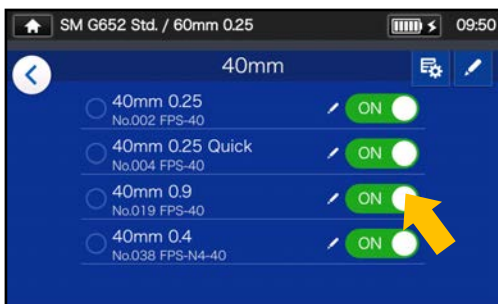 SM G652 Std. / 60mm 0.25 09:50
40mm
40mm 0.25 ON
No.002 FPS-40
40mm 0.25 Quick ON
No.004 FPS-40
40mm 0.9 ON
No.019 FPS-40
40mm 0.4 ON
No.038 FPS-N4-40